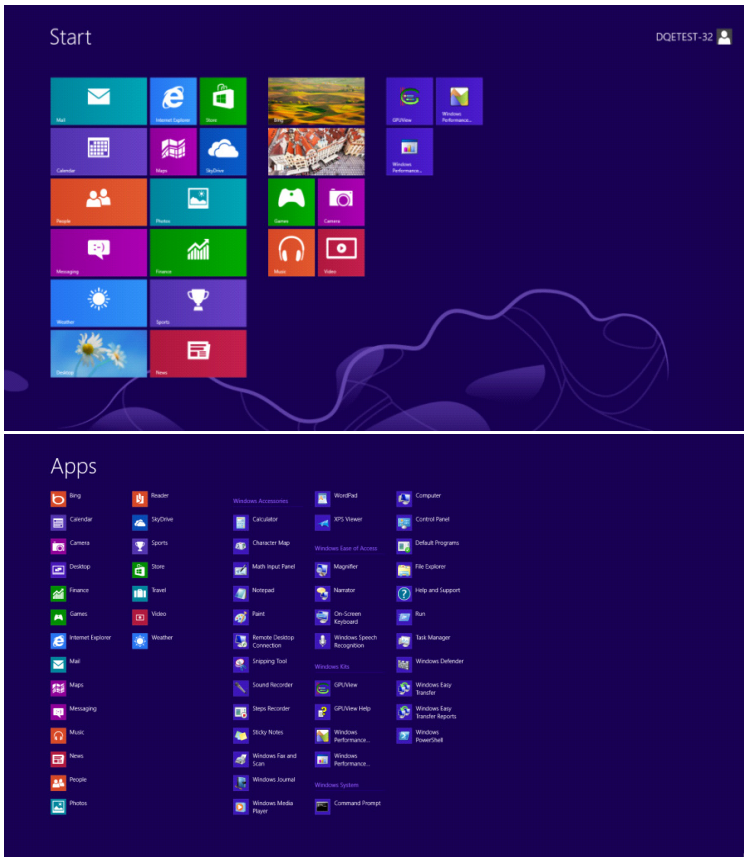 Start
DQETEST-32
Mail
Internet Explorer
Store
Calendar
Maps
SkyDrive
People
Photos
Messaging
Finance
Weather
Sports
Desktop
News
Bing
Games
Camera
Music
Video
GPUView
Windows
Performance...
Windows
Performance...
Apps
Bing
Calendar
Camera
Desktop
Finance
Games
Internet Explorer
Mail
Maps
Messaging
Music
News
People
Photos
Reader
SkyDrive
Sports
Store
Travel
Video
Weather
Windows Accessories
Calculator
Character Map
Math Input Panel
Notepad
Paint
Remote Desktop
Connection
Snipping Tool
Sound Recorder
Steps Recorder
Sticky Notes
Windows Fax and
Scan
Windows Journal
Windows Media
Player
WordPad
XPS Viewer
Windows Ease of Access
Magnifier
Narrator
On-Screen
Keyboard
Windows Speech
Recognition
Windows Kits
GPUView
GPUView Help
Windows
Performance...
Windows
Performance...
Windows System
Command Prompt
Computer
Control Panel
Default Programs
File Explorer
Help and Support
Run
Task Manager
Windows Defender
Windows Easy
Transfer
Windows Easy
Transfer Reports
Windows
PowerShell